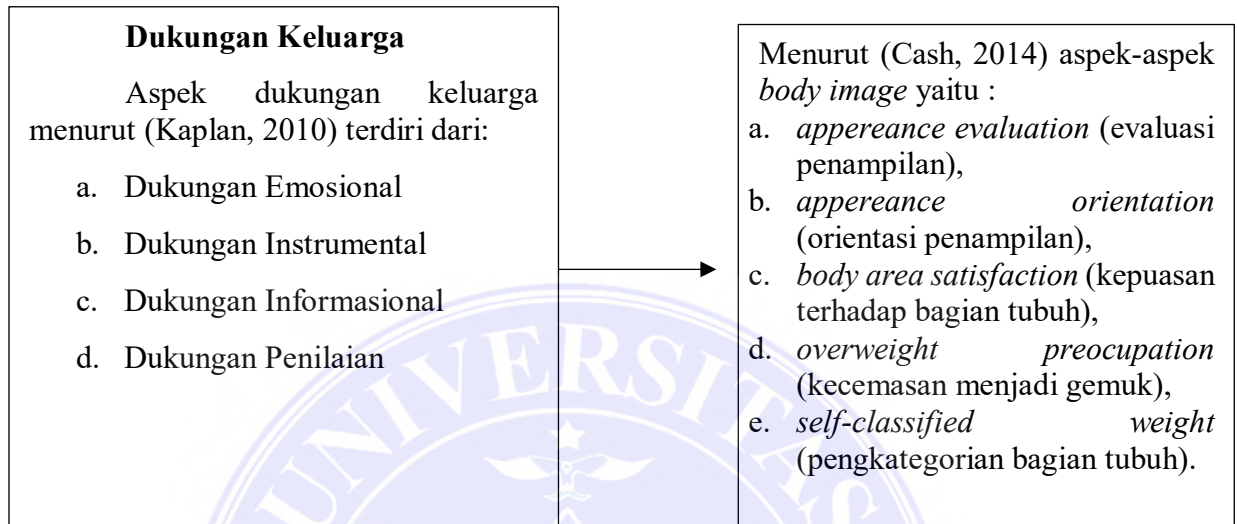 Dukungan Keluarga
Aspek dukungan keluarga
menurut (Kaplan, 2010) terdiri dari:
a. Dukungan Emosional
b. Dukungan Instrumental
c. Dukungan Informasional
d. Dukungan Penilaian
Menurut (Cash, 2014) aspek-aspek
body image yaitu :
a. appereance evaluation (evaluasi
penampilan),
b. appereance orientation
(orientasi penampilan),
c. body area satisfaction (kepuasan
terhadap bagian tubuh),
d. overweight preocupation
(kecemasan menjadi gemuk),
e. self-classified weight
(pengkategorian bagian tubuh).
UNIVERSITAS